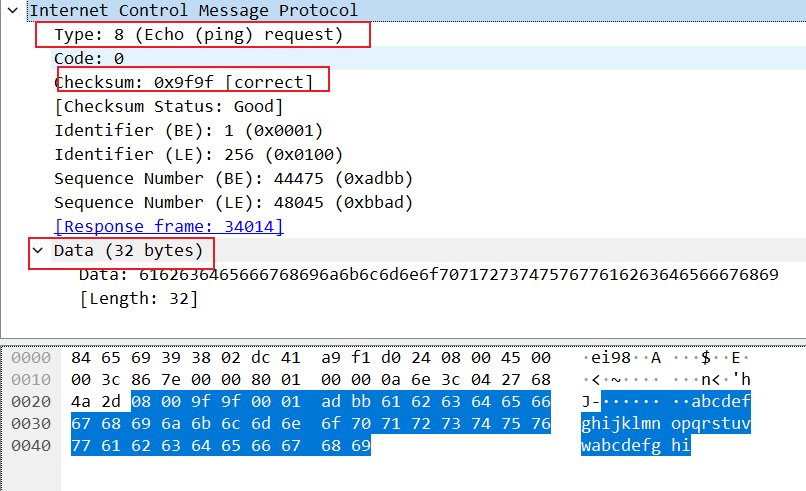 Internet Control Message Protocol
Type: 8 (Echo (ping) request)
Code: 0
Checksum: 0x9f9f [correct]
[Checksum Status: Good]
Identifier (BE): 1 (0x0001)
Identifier (LE): 256 (0x0100)
Sequence Number (BE): 44475 (0xadbb)
Sequence Number (LE): 48045 (0xbbad)
[Response frame: 34014]
Data (32 bytes)
Data: 6162636465666768696a6b6c6d6e6f7071727374757677616263646566676869
[Length: 32]
0000 84 65 69 39 38 02 dc 41 a9 f1 d0 24 08 00 45 00 ·ei98··A ···$··E·
0010 00 3c 86 7e 00 00 80 01 00 00 0a 6e 3c 04 27 68 ·<·~···· ···n<·'h
0020 4a 2d 08 00 9f 9f 00 01 ad bb 61 62 63 64 65 66 J-······ ··abcdef
0030 67 68 69 6a 6b 6c 6d 6e 6f 70 71 72 73 74 75 76 ghijklmn opqrstuv
0040 77 61 62 63 64 65 66 67 68 69 wabcdefg hi